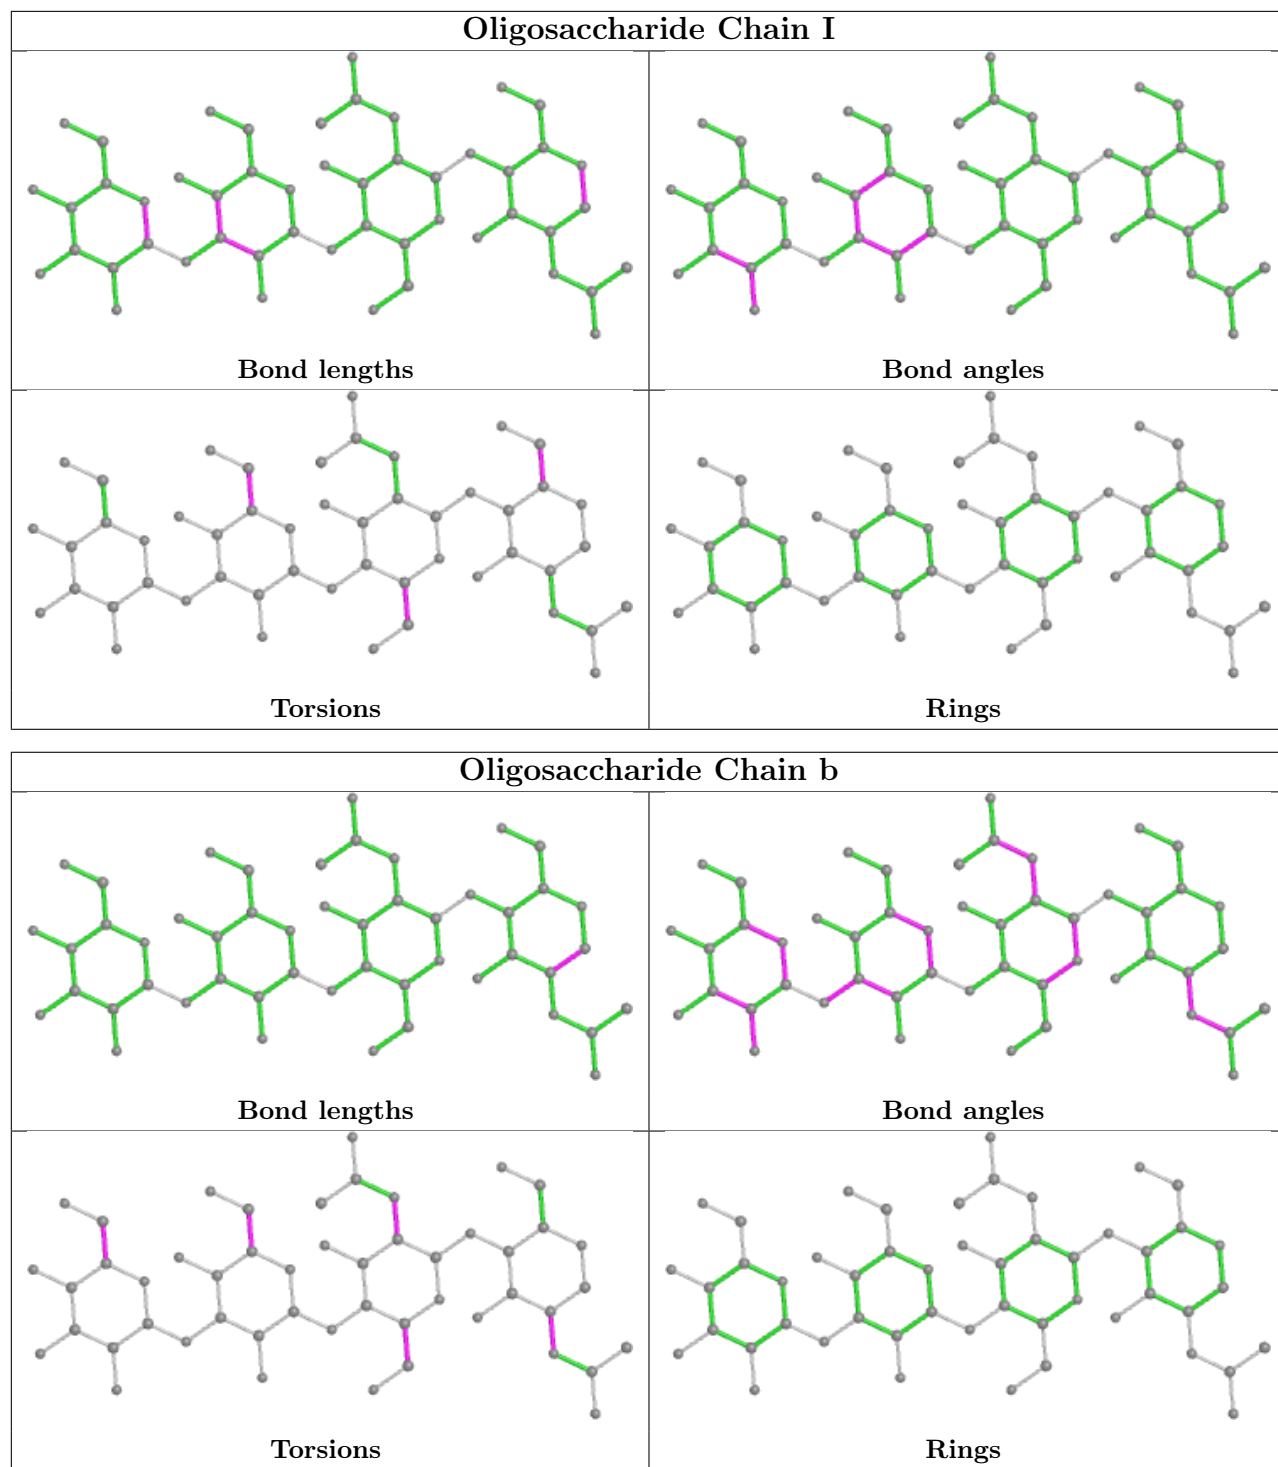 Oligosaccharide Chain I
Bond lengths
Bond angles
Torsions
Rings
Oligosaccharide Chain b
Bond lengths
Bond angles
Torsions
Rings